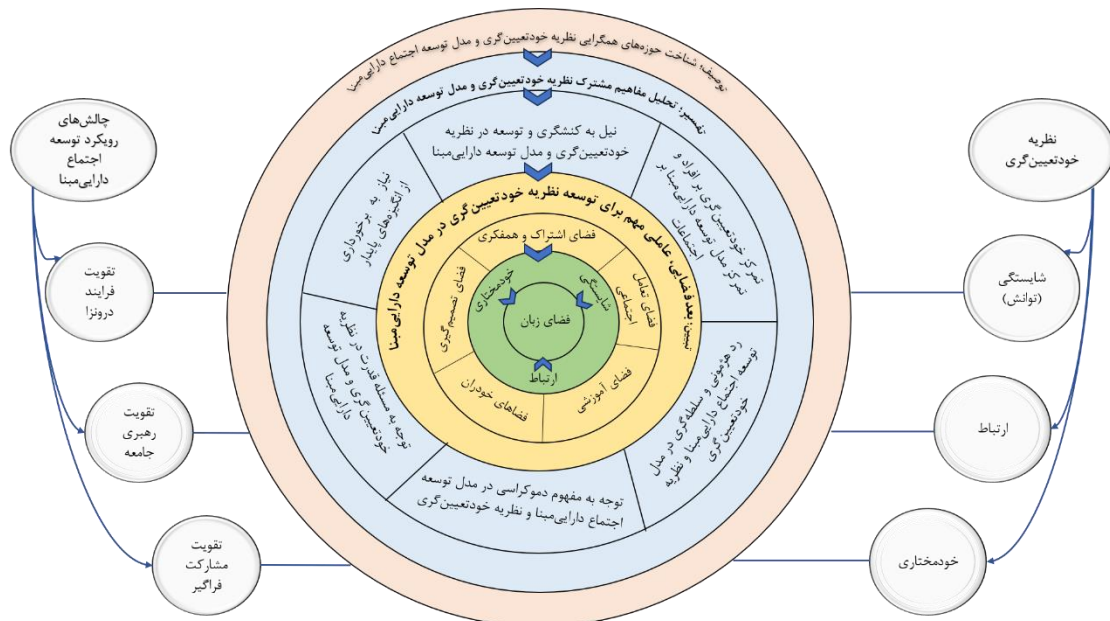 توصیف: شناخت حوزه‌های همگرایی نظریه خودتعیین‌گری و مدل توسعه اجتماع دارایی‌مبنا
تفسیر: تحلیل مفاهیم مشترک نظریه خودتعیین‌گری و مدل توسعه دارایی‌مبنا
نظریه
خودتعیین‌گری
شایستگی
(توانش)
ارتباط
خودمختاری
نیل به کنشگری و توسعه در نظریه
خودتعیین‌گری و مدل توسعه دارایی‌مبنا
تمرکز خودتعیین‌گری بر افراد و
تمرکز مدل توسعه دارایی‌مبنا بر
اجتماعات
رد هژمونی و سلطه‌گری در مدل
توسعه اجتماع دارایی‌مبنا و نظریه
خودتعیین‌گری
توجه به مفهوم دموکراسی در مدل توسعه
اجتماع دارایی‌مبنا و نظریه خودتعیین‌گری
توجه به مسئله قدرت در نظریه
خودتعیین‌گری و مدل توسعه
دارایی‌مبنا
نیاز به برخورداری
از انگیزه‌های پایدار
تبیین: بعد فضایی، عاملی مهم برای توسعه نظریه خودتعیین‌گری در مدل توسعه دارایی‌مبنا
فضای اشتراک و همفکری
فضای تعامل
اجتماعی
فضای آموزشی
فضاهای خودران
فضای تصمیم‌گیری
خودمختاری
شایستگی
ارتباط
فضای زبان
چالش‌های
رویکرد توسعه
اجتماع
دارایی‌مبنا
تقویت
فرایند
درونزا
تقویت
رهبری
جامعه
تقویت
مشارکت
فراگیر